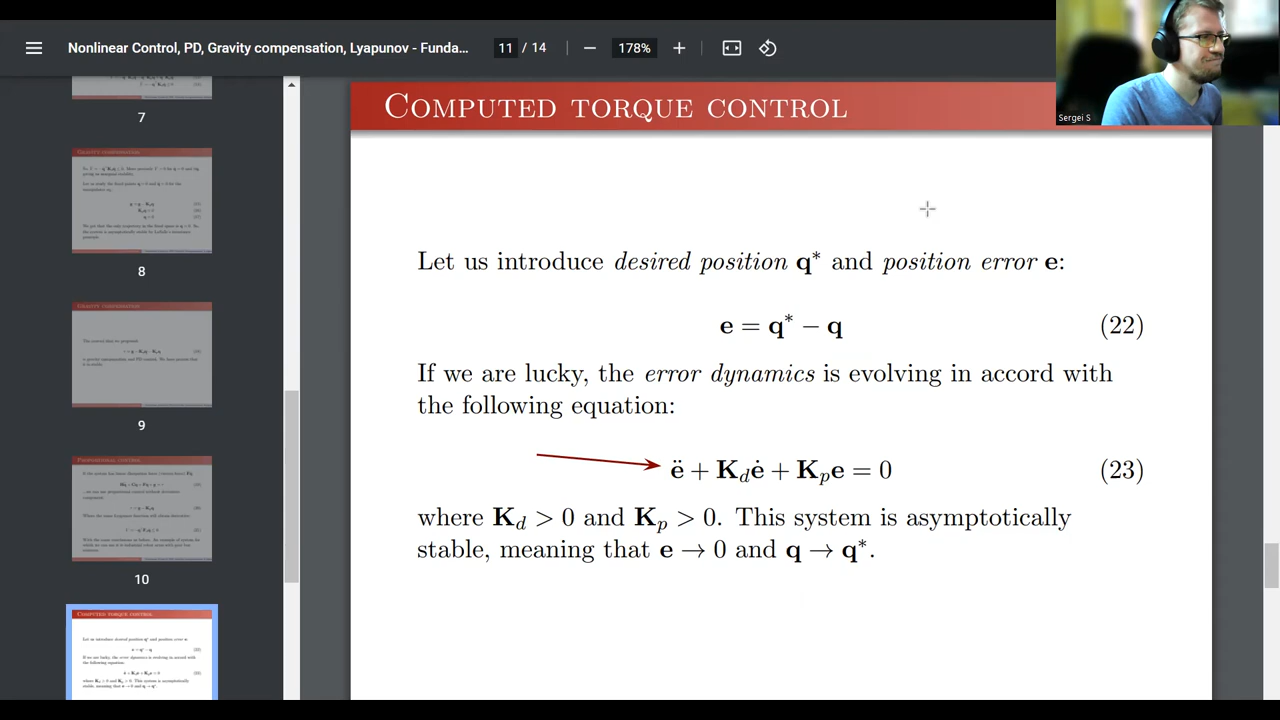 Nonlinear Control, PD, Gravity compensation, Lyapunov - Funda...
11 / 14
178%
Sergei S
7
8
9
10
COMPUTED TORQUE CONTROL
Let us introduce desired position q* and position error e:
e = q* − q (22)
If we are lucky, the error dynamics is evolving in accord with
the following equation:
ë + K_d ė + K_p e = 0 (23)
where K_d > 0 and K_p > 0. This system is asymptotically
stable, meaning that e → 0 and q → q*.